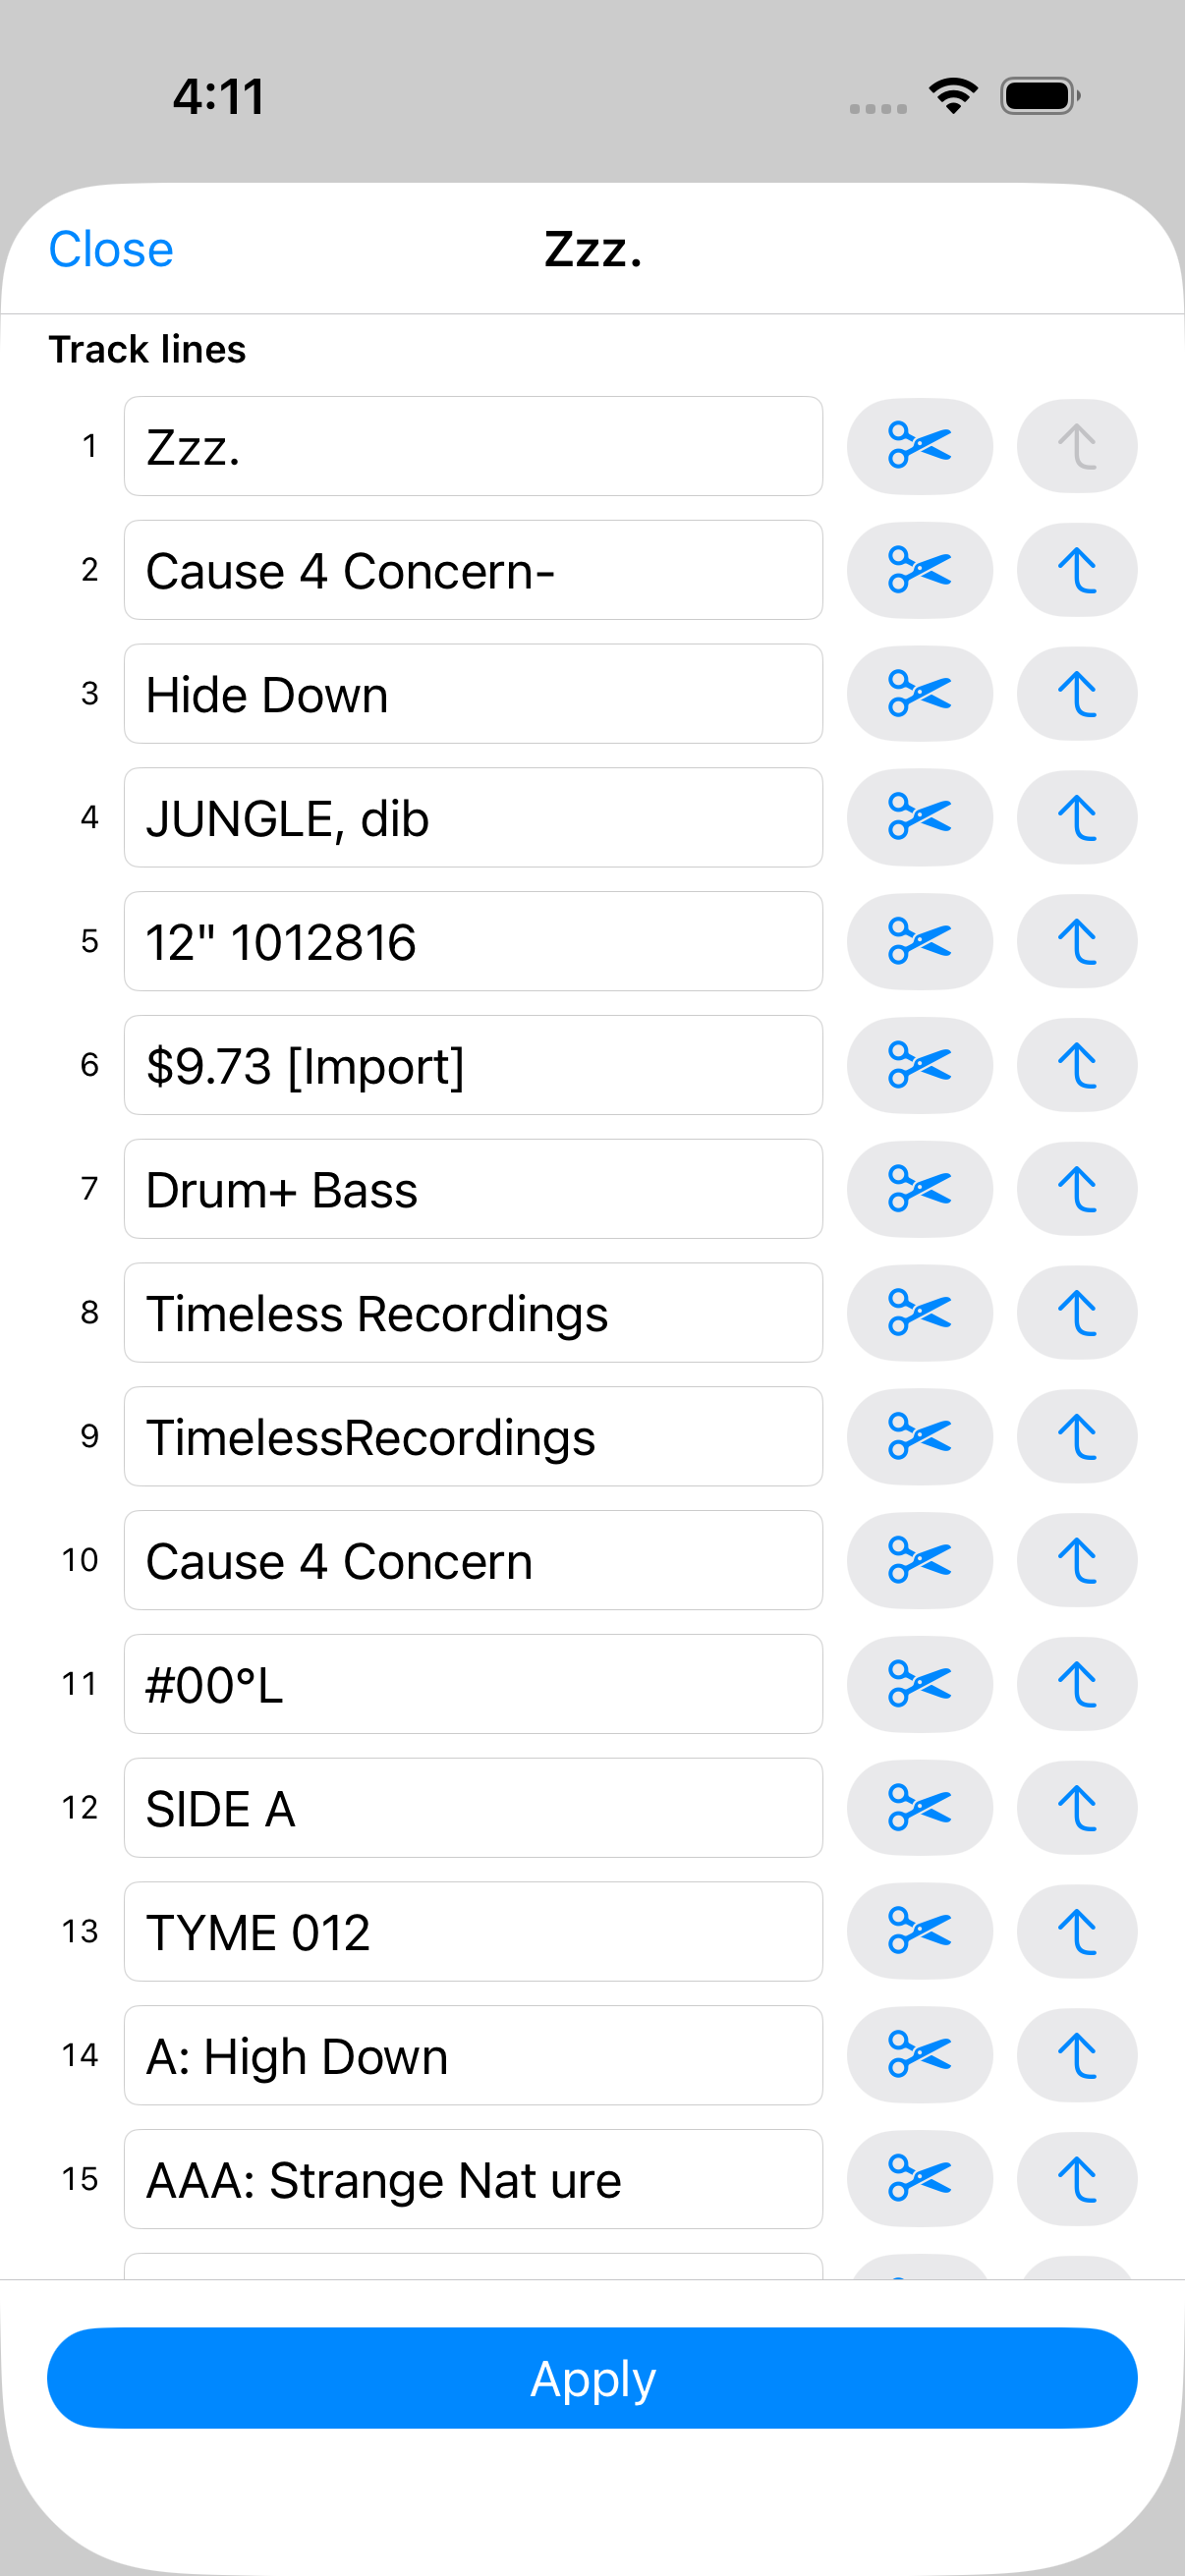 4:11
Close
Zzz.
Track lines
1 Zzz.
2 Cause 4 Concern-
3 Hide Down
4 JUNGLE, dib
5 12" 1012816
6 $9.73 [Import]
7 Drum+ Bass
8 Timeless Recordings
9 TimelessRecordings
10 Cause 4 Concern
11 #00°L
12 SIDE A
13 TYME 012
14 A: High Down
15 AAA: Strange Nat ure
Apply